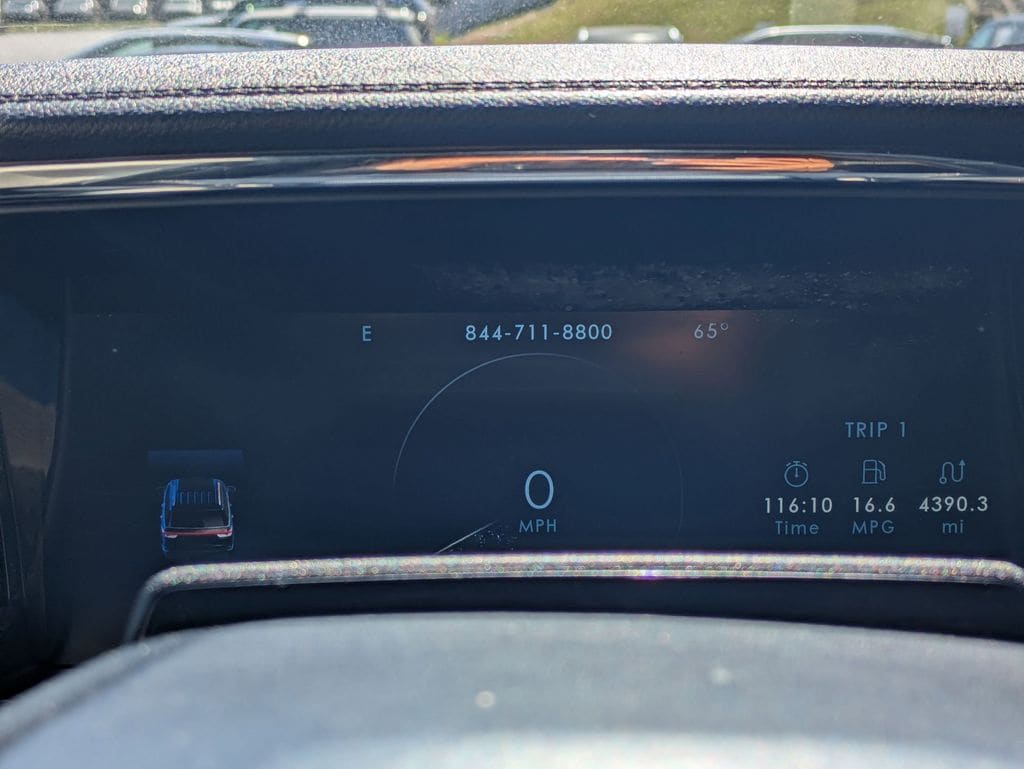 E 844-711-8800 65°
TRIP 1
0
116:10 16.6 4390.3
MPH
Time MPG mi